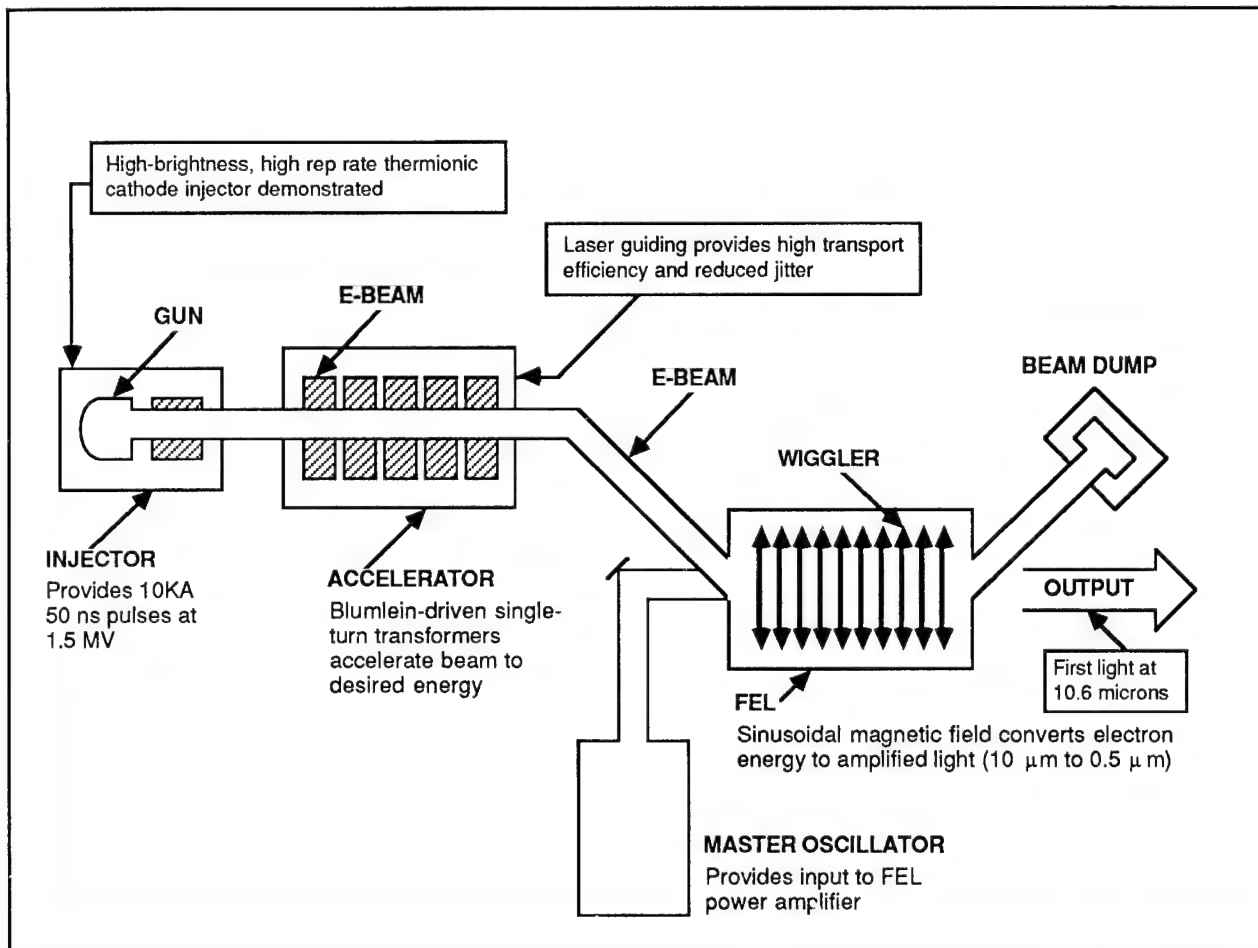 High-brightness, high rep rate thermionic
cathode injector demonstrated
Laser guiding provides high transport
efficiency and reduced jitter
E-BEAM
GUN
E-BEAM
BEAM DUMP
WIGGLER
INJECTOR
Provides 10KA
50 ns pulses at
1.5 MV
ACCELERATOR
Blumlein-driven single-
turn transformers
accelerate beam to
desired energy
OUTPUT
First light at
10.6 microns
FEL
Sinusoidal magnetic field converts electron
energy to amplified light (10 μm to 0.5 μ m)
MASTER OSCILLATOR
Provides input to FEL
power amplifier